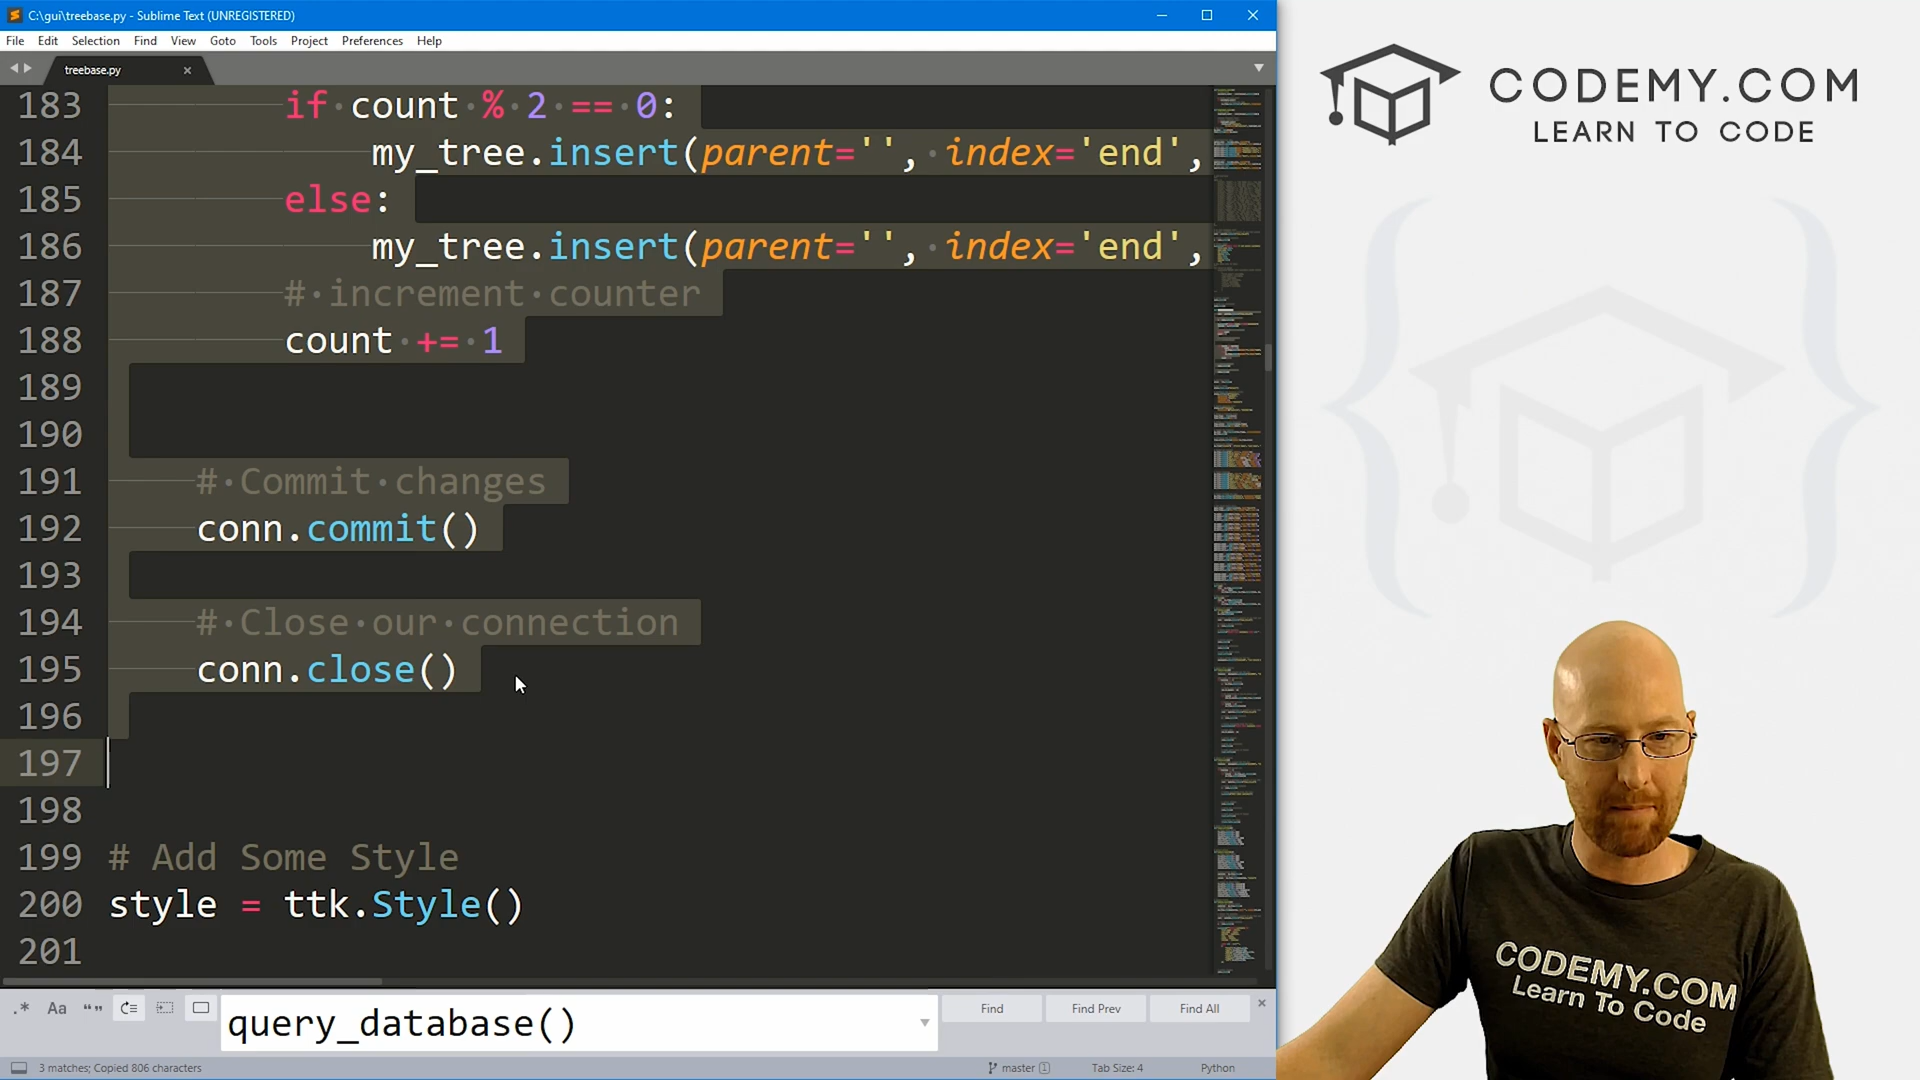 C:\gui\treebase.py - Sublime Text (UNREGISTERED)
File Edit Selection Find View Goto Tools Project Preferences Help
treebase.py
183 if count % 2 == 0:
184 my_tree.insert(parent='', index='end',
185 else:
186 my_tree.insert(parent='', index='end',
187 # increment counter
188 count += 1
189
190
191 # Commit changes
192 conn.commit()
193
194 # Close our connection
195 conn.close()
196
197
198
199 # Add Some Style
200 style = ttk.Style()
201
.* Aa “”
query_database()
Find Find Prev Find All
3 matches; Copied 806 characters
master 1 Tab Size: 4 Python
CODEMY.COM
LEARN TO CODE
CODEMY.COM
Learn To Code